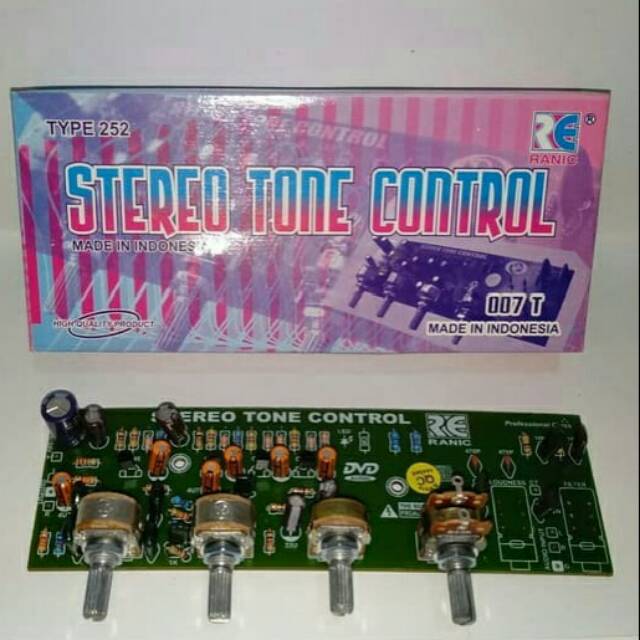 TYPE 252
RE®
RANIC
STEREO TONE CONTROL
MADE IN INDONESIA
007 T
MADE IN INDONESIA
HIGH QUALITY PRODUCT
STEREO TONE CONTROL
RE
RANIC
LED
DVD
QC
LOUDNESS
FILTER